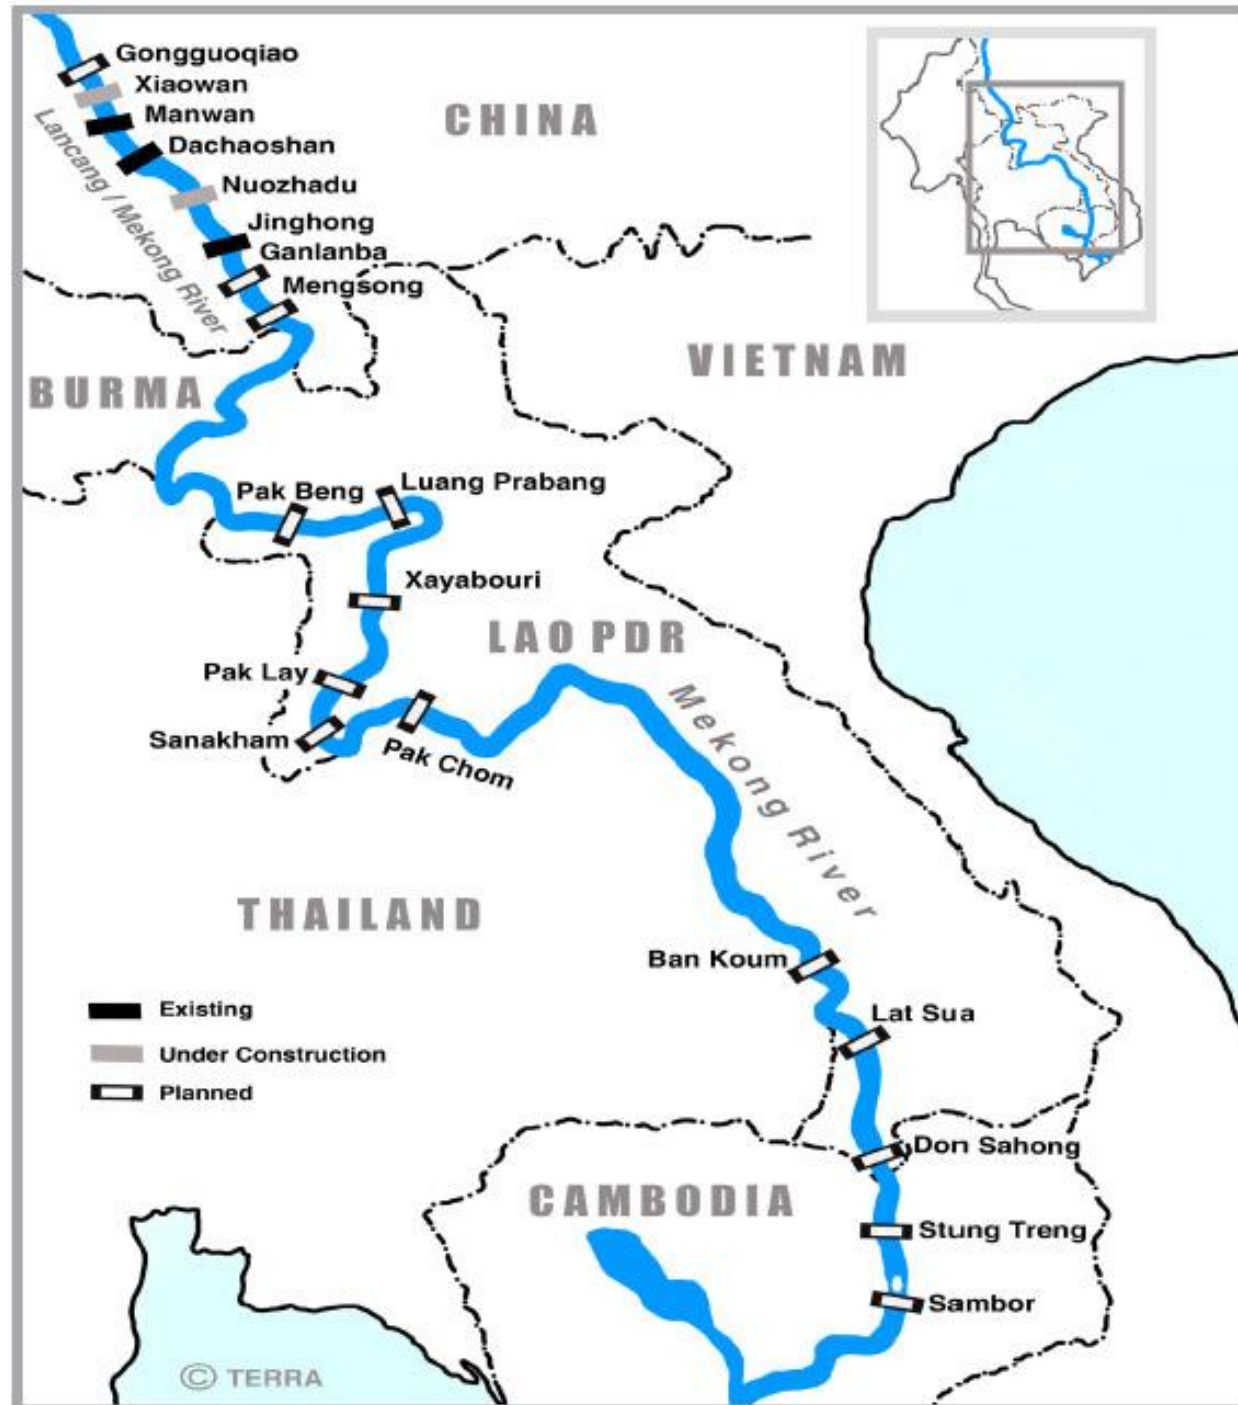 Gongguoqiao
Xiaowan
Manwan
Dachaoshan
CHINA
Lancang / Mekong River
Nuozhadu
Jinghong
Ganlanba
Mengsong
VIETNAM
BURMA
Pak Beng
Luang Prabang
Xayabouri
LAO PDR
Pak Lay
Sanakham
Pak Chom
Mekong River
THAILAND
Ban Koum
Existing
Lat Sua
Under Construction
Planned
Don Sahong
CAMBODIA
Stung Treng
Sambor
© TERRA